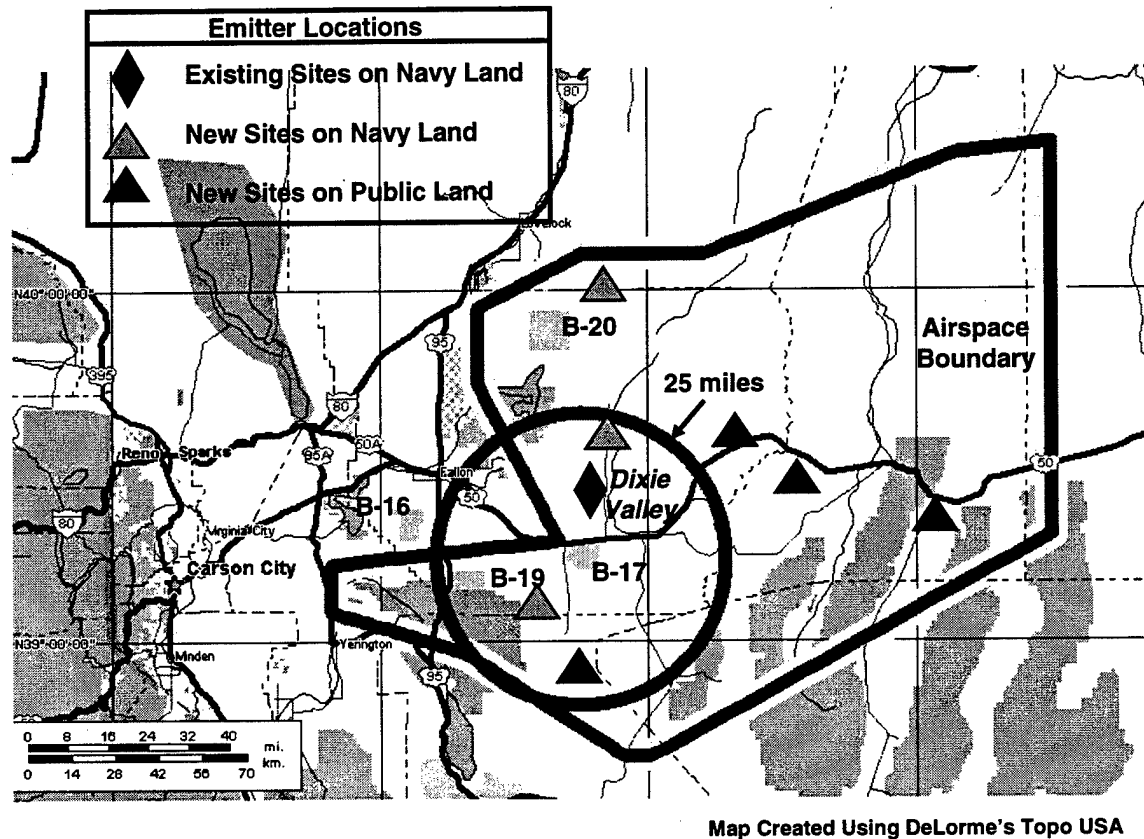 Emitter Locations
Existing Sites on Navy Land
New Sites on Navy Land
New Sites on Public Land
80
N40°00'00"
B-20
Airspace
Boundary
95
395
25 miles
80
50A
95A
Reno
Sparks
50
Fallon
50
Dixie
Valley
B-16
80
Virginia City
Carson City
B-19
B-17
N39°00'00"
Yerington
Minden
95
0 8 16 24 32 40 mi.
0 14 28 42 56 70 km.
Map Created Using DeLorme's Topo USA